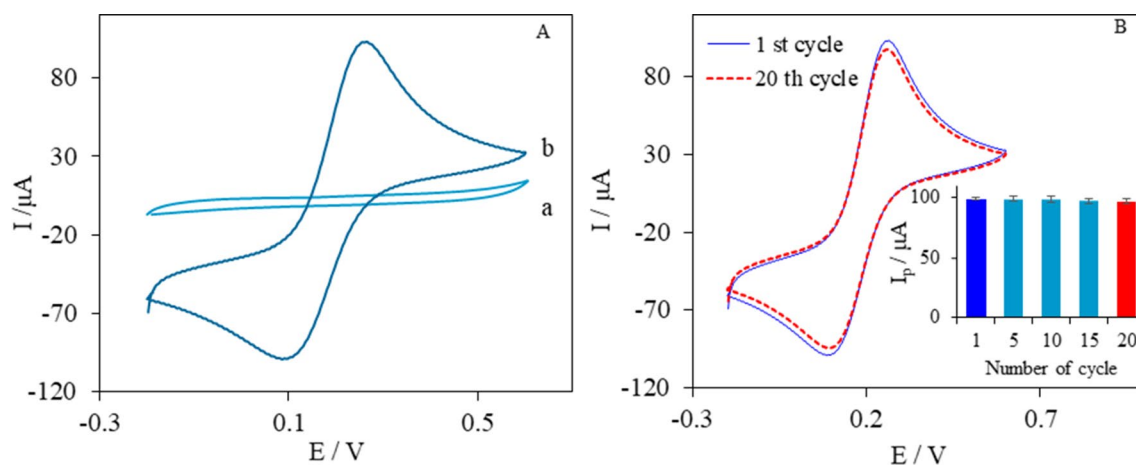 A
80
30
-20
-70
-120
I /µA
-0.3
0.1
0.5
E / V
b
a
B
1 st cycle
20 th cycle
80
30
-20
-70
-120
I /µA
-0.3
0.2
0.7
E / V
100
50
0
Ip / µA
1 5 10 15 20
Number of cycle